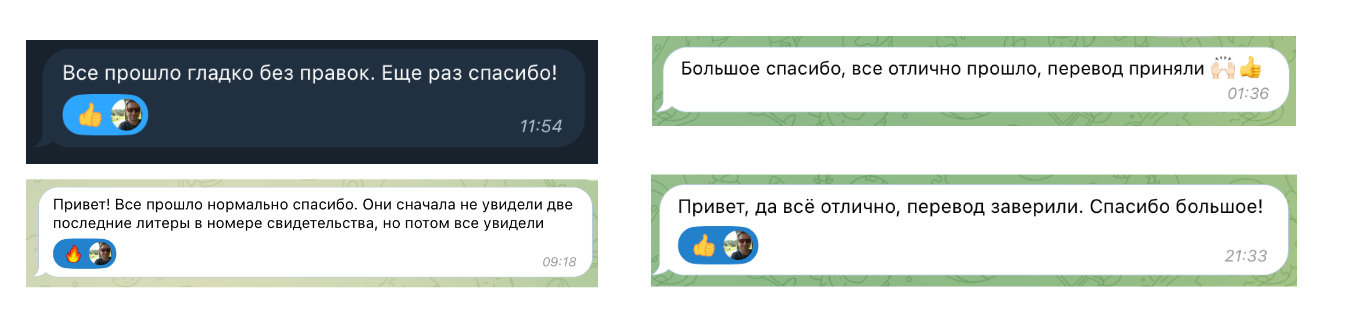 Все прошло гладко без правок. Еще раз спасибо!
11:54
Большое спасибо, все отлично прошло, перевод приняли 🙌🏻👍
01:36
Привет! Все прошло нормально спасибо. Они сначала не увидели две
последние литеры в номере свидетельства, но потом все увидели
09:18
Привет, да всё отлично, перевод заверили. Спасибо большое!
21:33